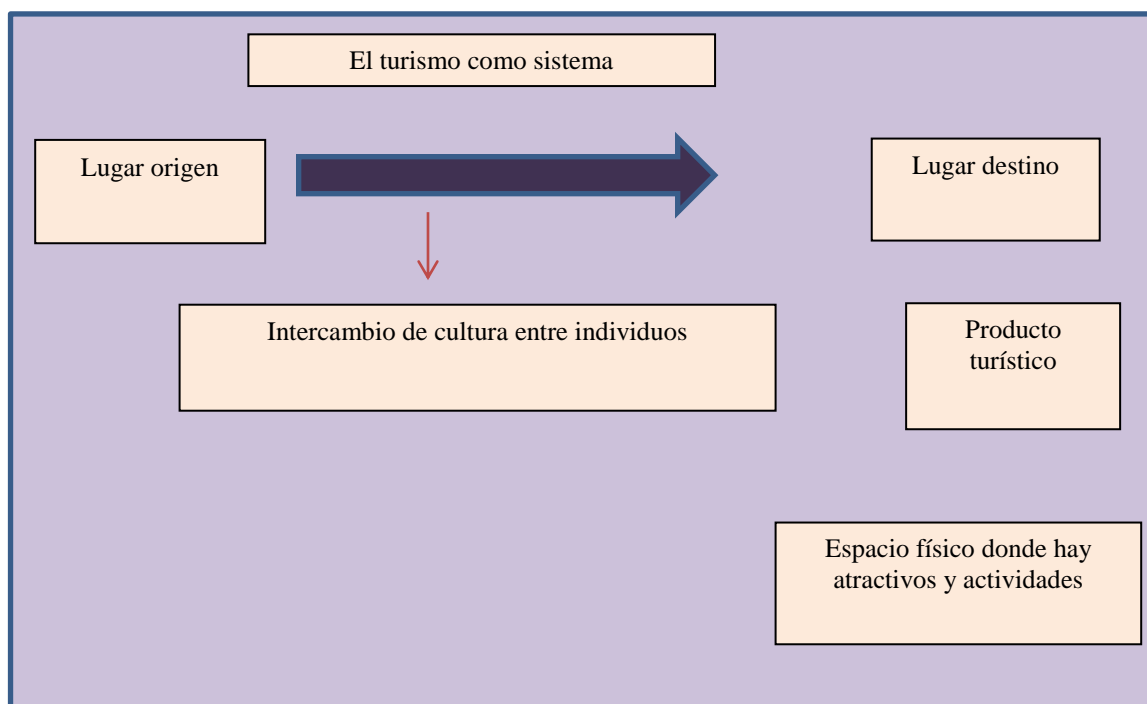 El turismo como sistema
Lugar origen
Lugar destino
Intercambio de cultura entre individuos
Producto
turístico
Espacio físico donde hay
atractivos y actividades